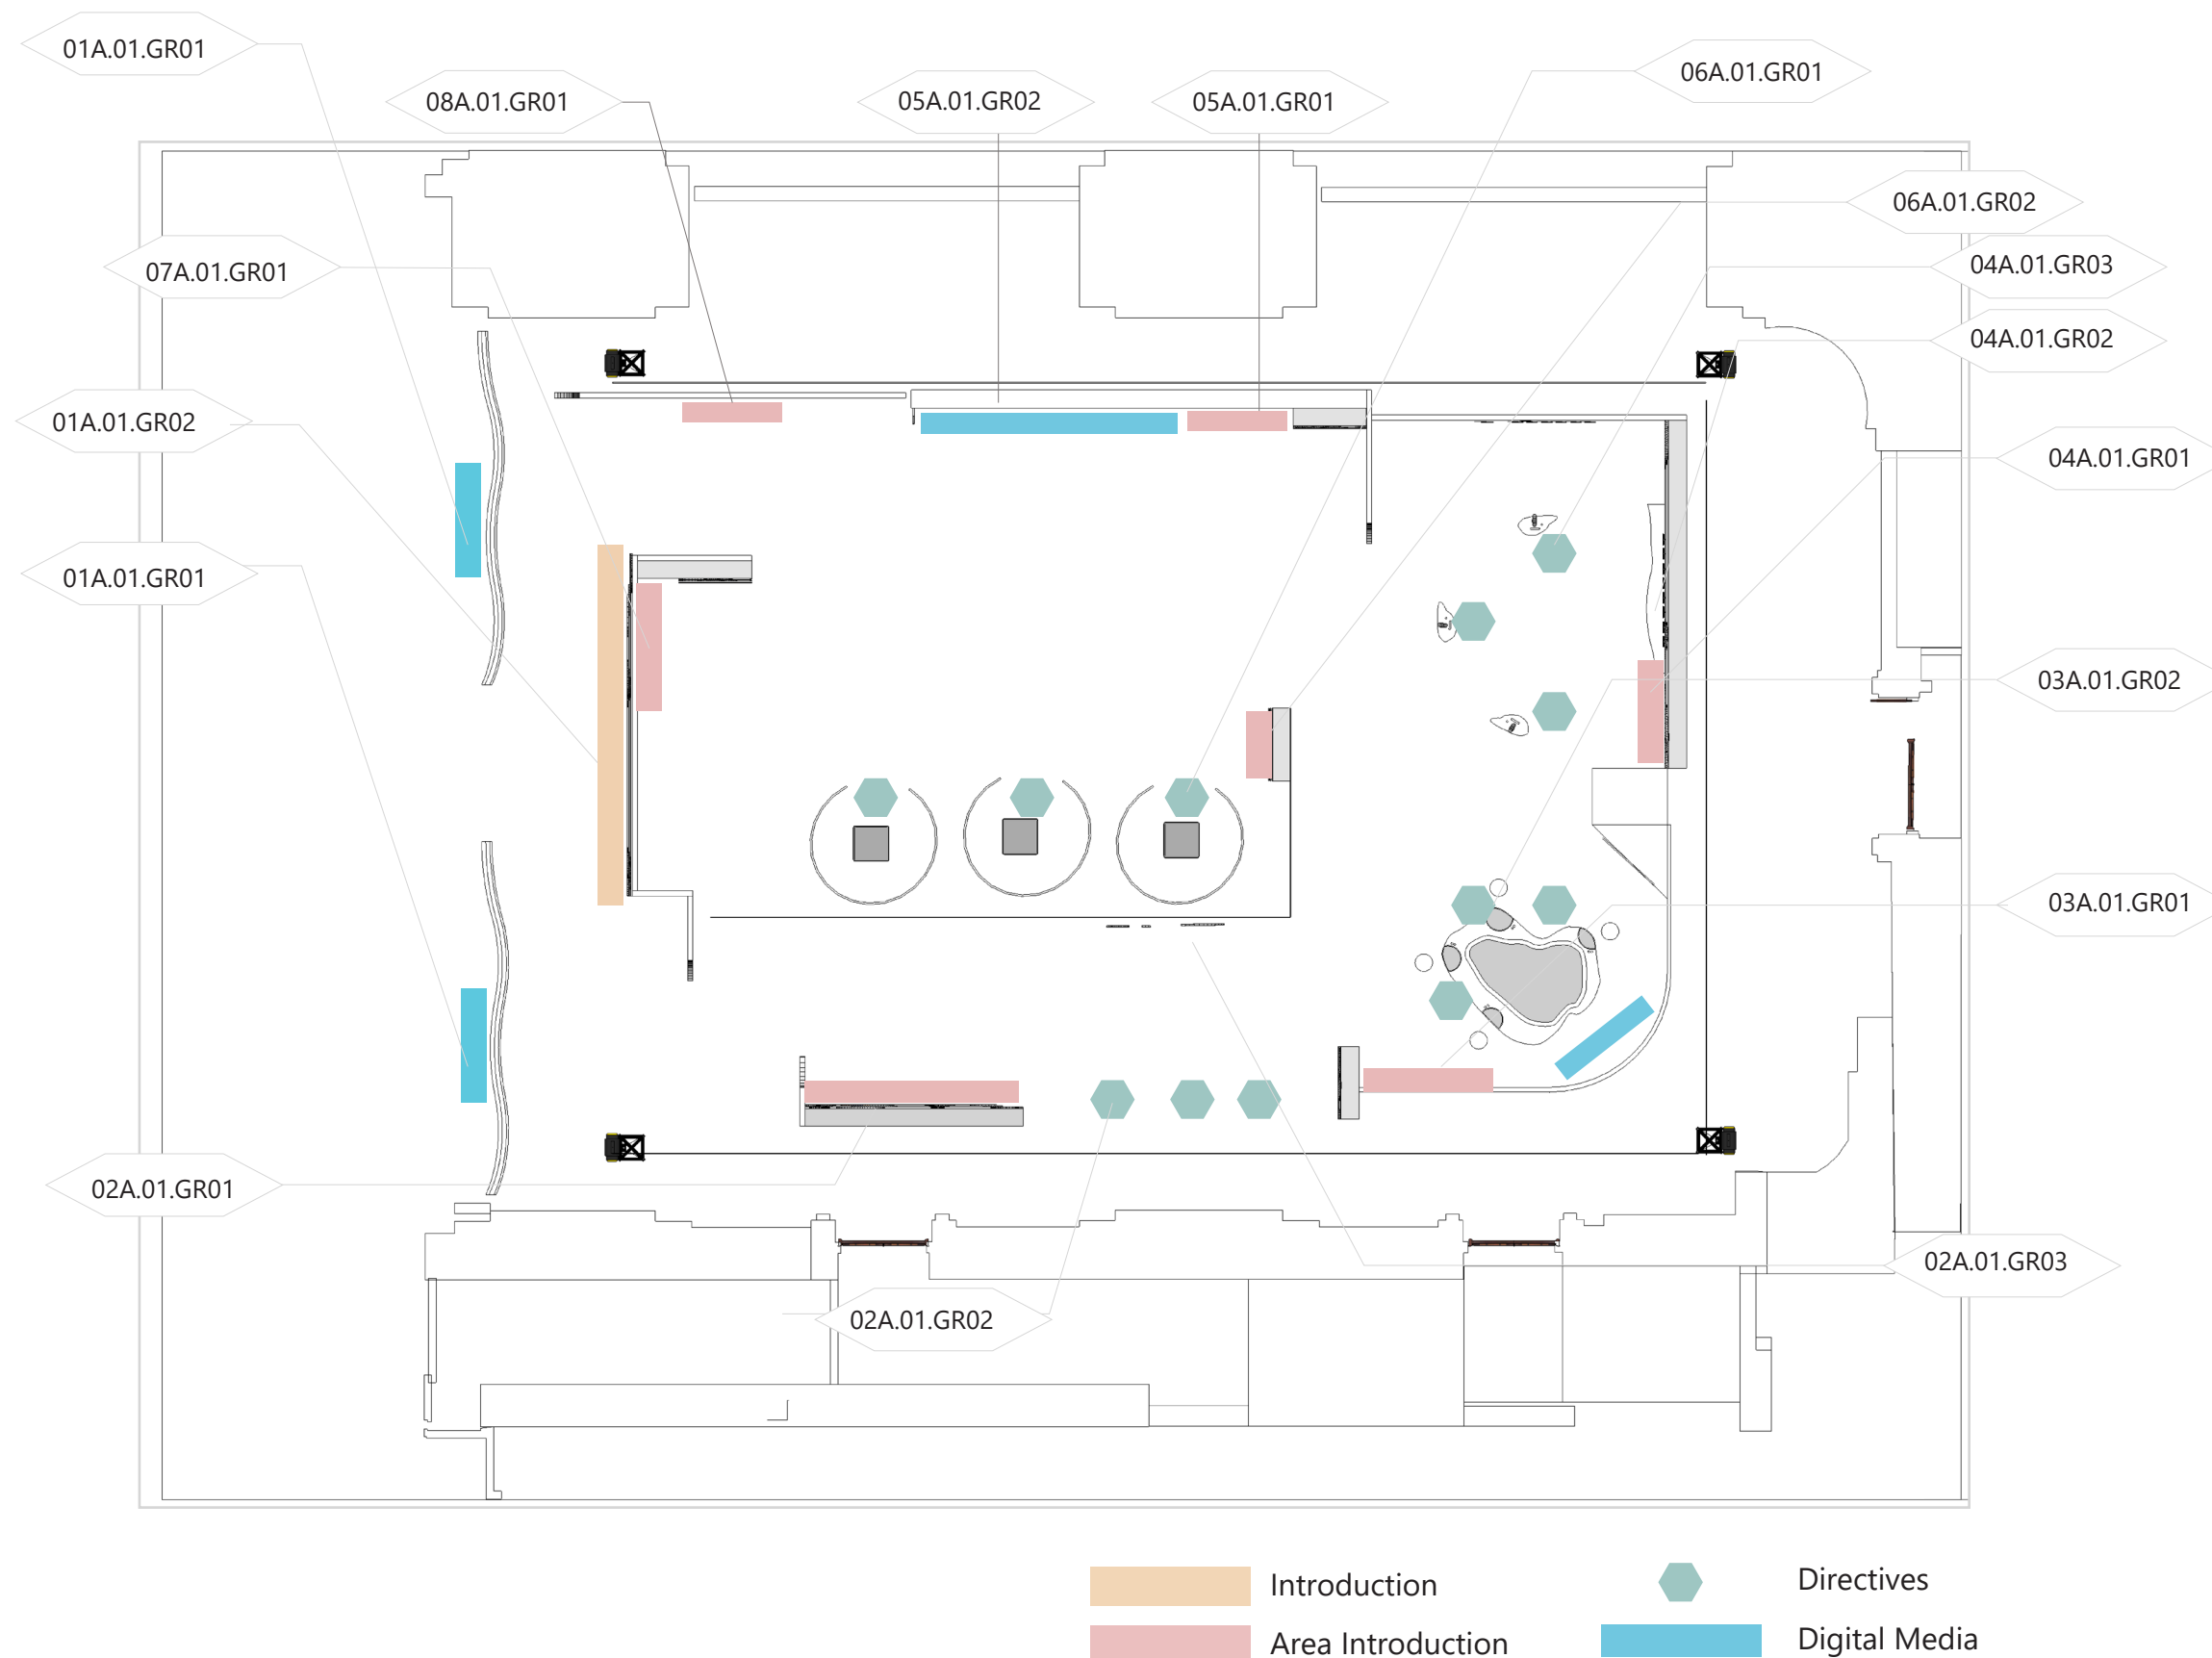 01A.01.GR01
06A.01.GR01
08A.01.GR01
05A.01.GR02
05A.01.GR01
06A.01.GR02
07A.01.GR01
04A.01.GR03
04A.01.GR02
01A.01.GR02
04A.01.GR01
01A.01.GR01
03A.01.GR02
03A.01.GR01
02A.01.GR01
02A.01.GR03
02A.01.GR02
Introduction
Directives
Area Introduction
Digital Media